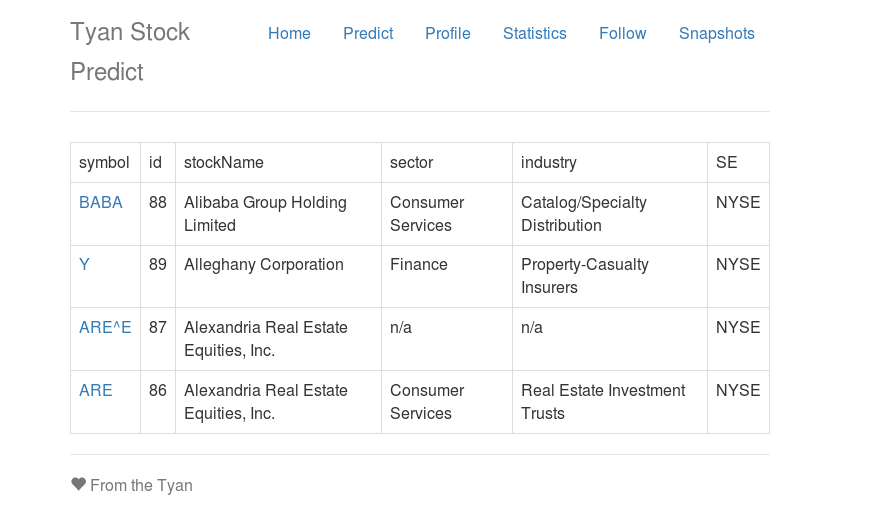 Tyan Stock Predict
Home Predict Profile Statistics Follow Snapshots
symbol id stockName sector industry SE
BABA 88 Alibaba Group Holding Limited Consumer Services Catalog/Specialty Distribution NYSE
Y 89 Alleghany Corporation Finance Property-Casualty Insurers NYSE
ARE^E 87 Alexandria Real Estate Equities, Inc. n/a n/a NYSE
ARE 86 Alexandria Real Estate Equities, Inc. Consumer Services Real Estate Investment Trusts NYSE
♥ From the Tyan